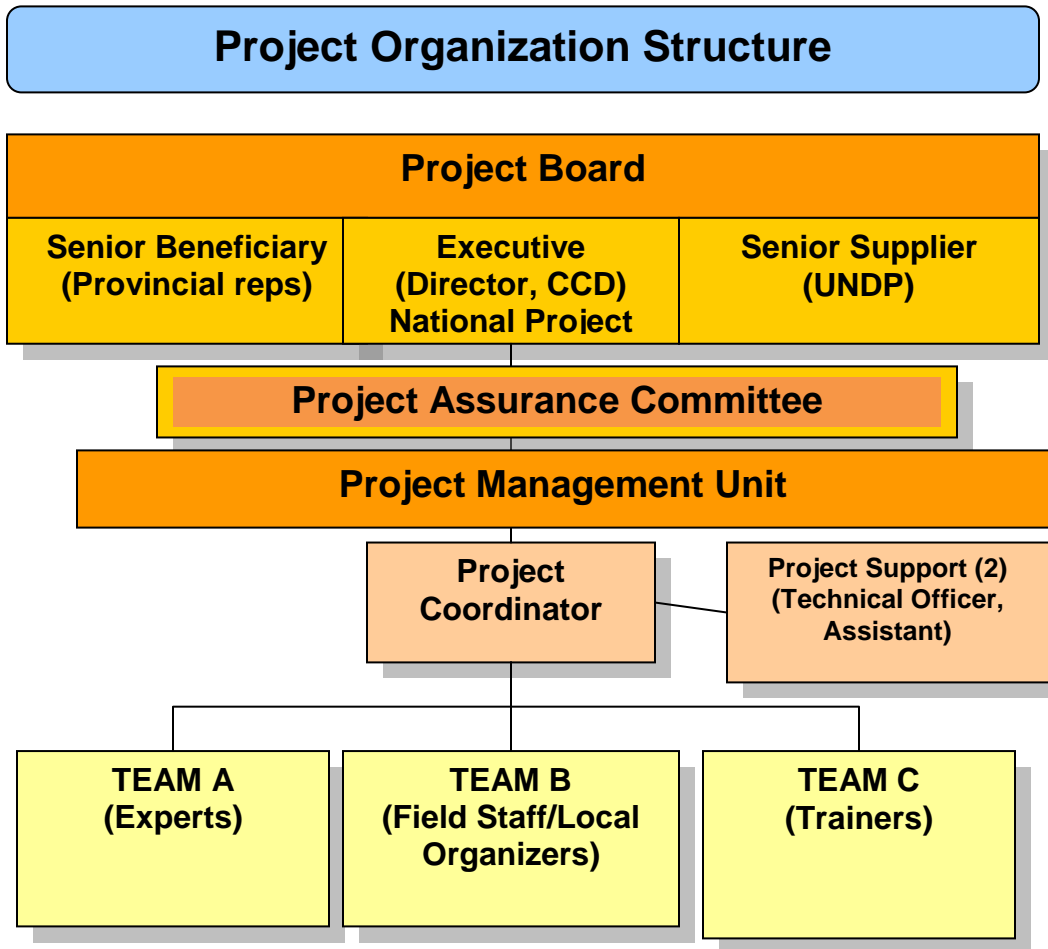 Project Organization Structure
Project Board
Senior Beneficiary
(Provincial reps)
Executive
(Director, CCD)
National Project
Senior Supplier
(UNDP)
Project Assurance Committee
Project Management Unit
Project
Coordinator
Project Support (2)
(Technical Officer,
Assistant)
TEAM A
(Experts)
TEAM B
(Field Staff/Local
Organizers)
TEAM C
(Trainers)